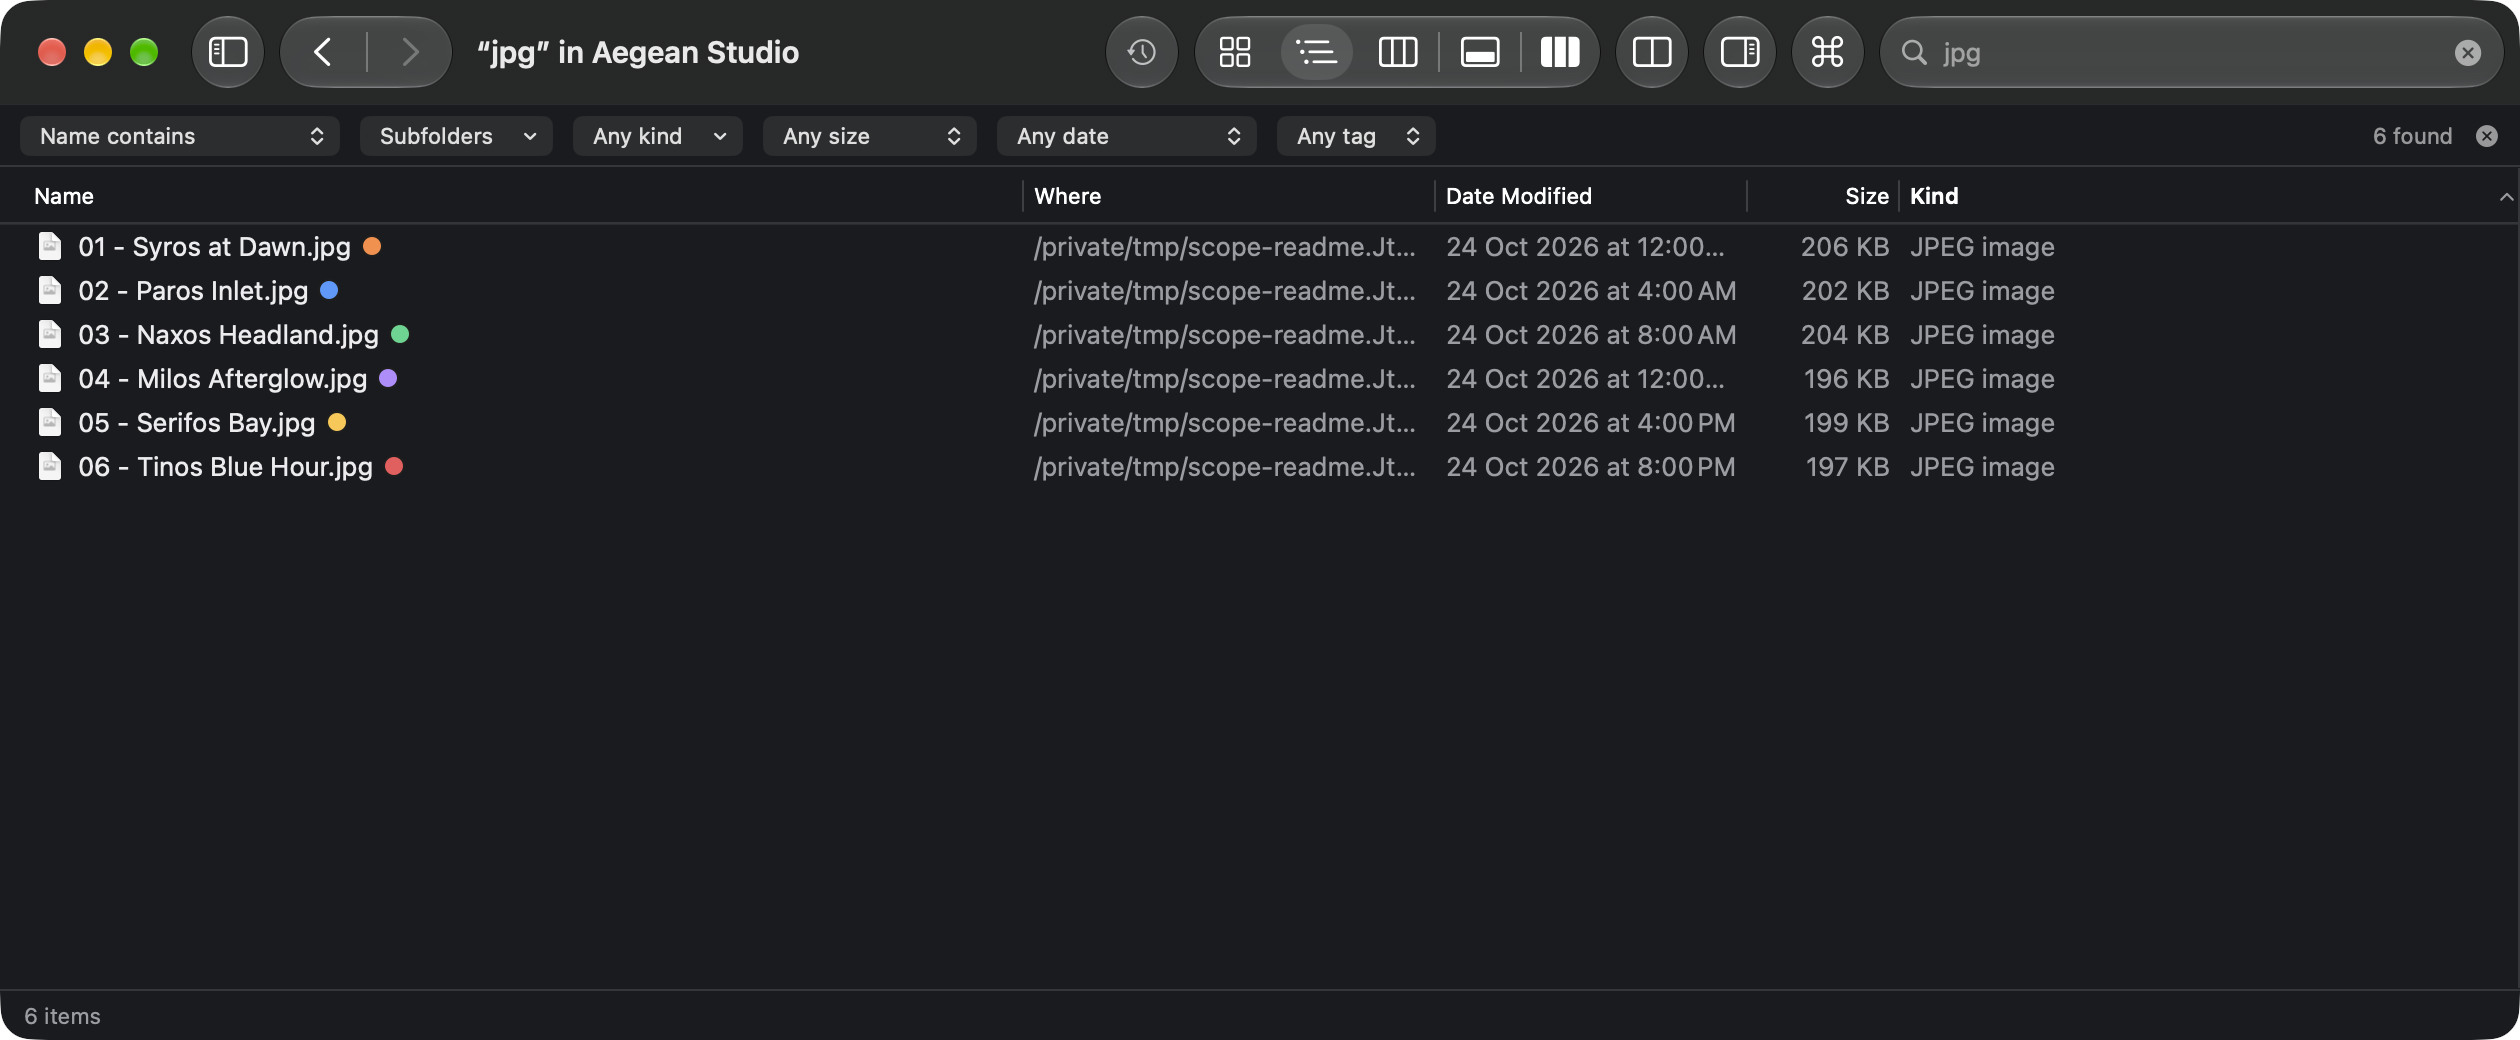 “jpg” in Aegean Studio
jpg
Name contains
Subfolders
Any kind
Any size
Any date
Any tag
6 found
Name Where Date Modified Size Kind
01 - Syros at Dawn.jpg /private/tmp/scope-readme.Jt... 24 Oct 2026 at 12:00... 206 KB JPEG image
02 - Paros Inlet.jpg /private/tmp/scope-readme.Jt... 24 Oct 2026 at 4:00 AM 202 KB JPEG image
03 - Naxos Headland.jpg /private/tmp/scope-readme.Jt... 24 Oct 2026 at 8:00 AM 204 KB JPEG image
04 - Milos Afterglow.jpg /private/tmp/scope-readme.Jt... 24 Oct 2026 at 12:00... 196 KB JPEG image
05 - Serifos Bay.jpg /private/tmp/scope-readme.Jt... 24 Oct 2026 at 4:00 PM 199 KB JPEG image
06 - Tinos Blue Hour.jpg /private/tmp/scope-readme.Jt... 24 Oct 2026 at 8:00 PM 197 KB JPEG image
6 items